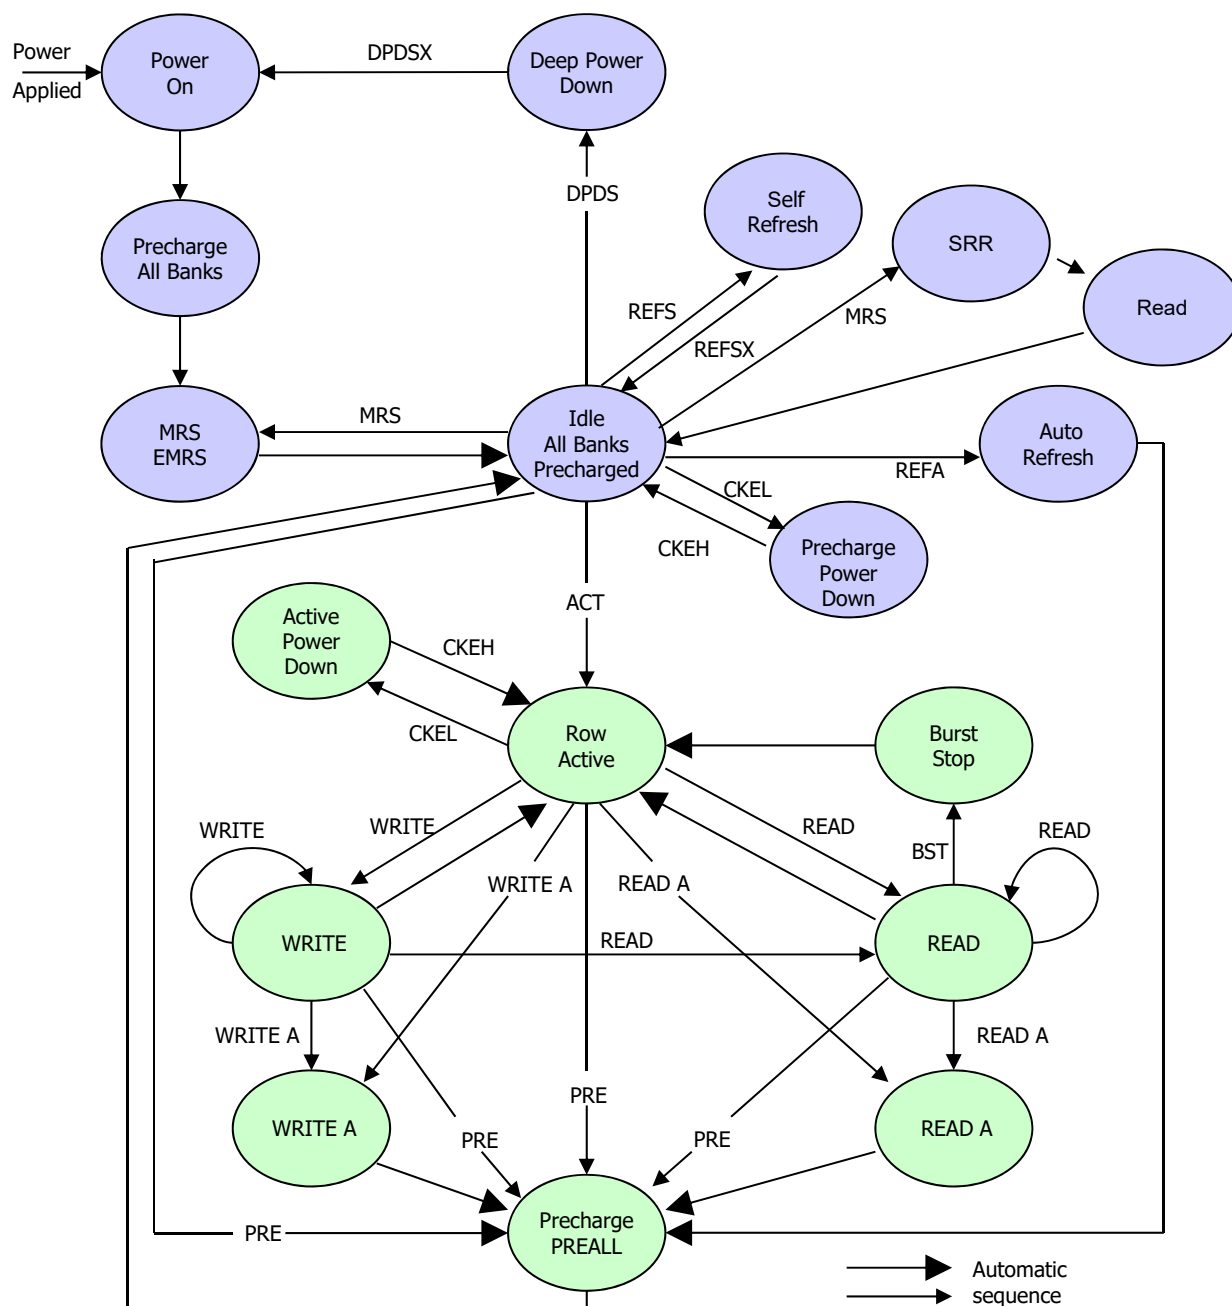 Power
Applied
Power
On
DPDSX
Deep Power
Down
DPDS
Self
Refresh
SRR
Precharge
All Banks
Read
REFS
MRS
REFSX
MRS
EMRS
MRS
Idle
All Banks
Precharged
Auto
Refresh
REFA
CKEL
CKEH
Precharge
Power
Down
ACT
Active
Power
Down
CKEH
CKEL
Row
Active
Burst
Stop
WRITE
WRITE
READ
READ
BST
WRITE A
READ A
WRITE
READ
READ
WRITE A
READ A
WRITE A
PRE
READ A
PRE
PRE
Precharge
PREALL
PRE
Automatic
sequence